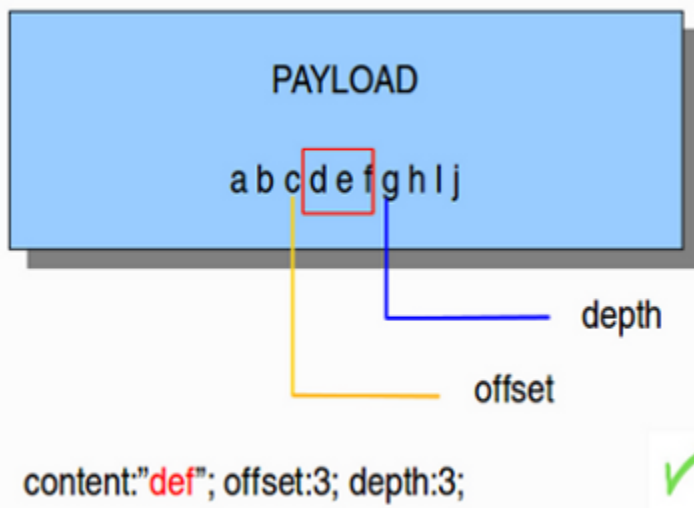 PAYLOAD
a b c d e f g h I j
depth
offset
content:”def”; offset:3; depth:3;